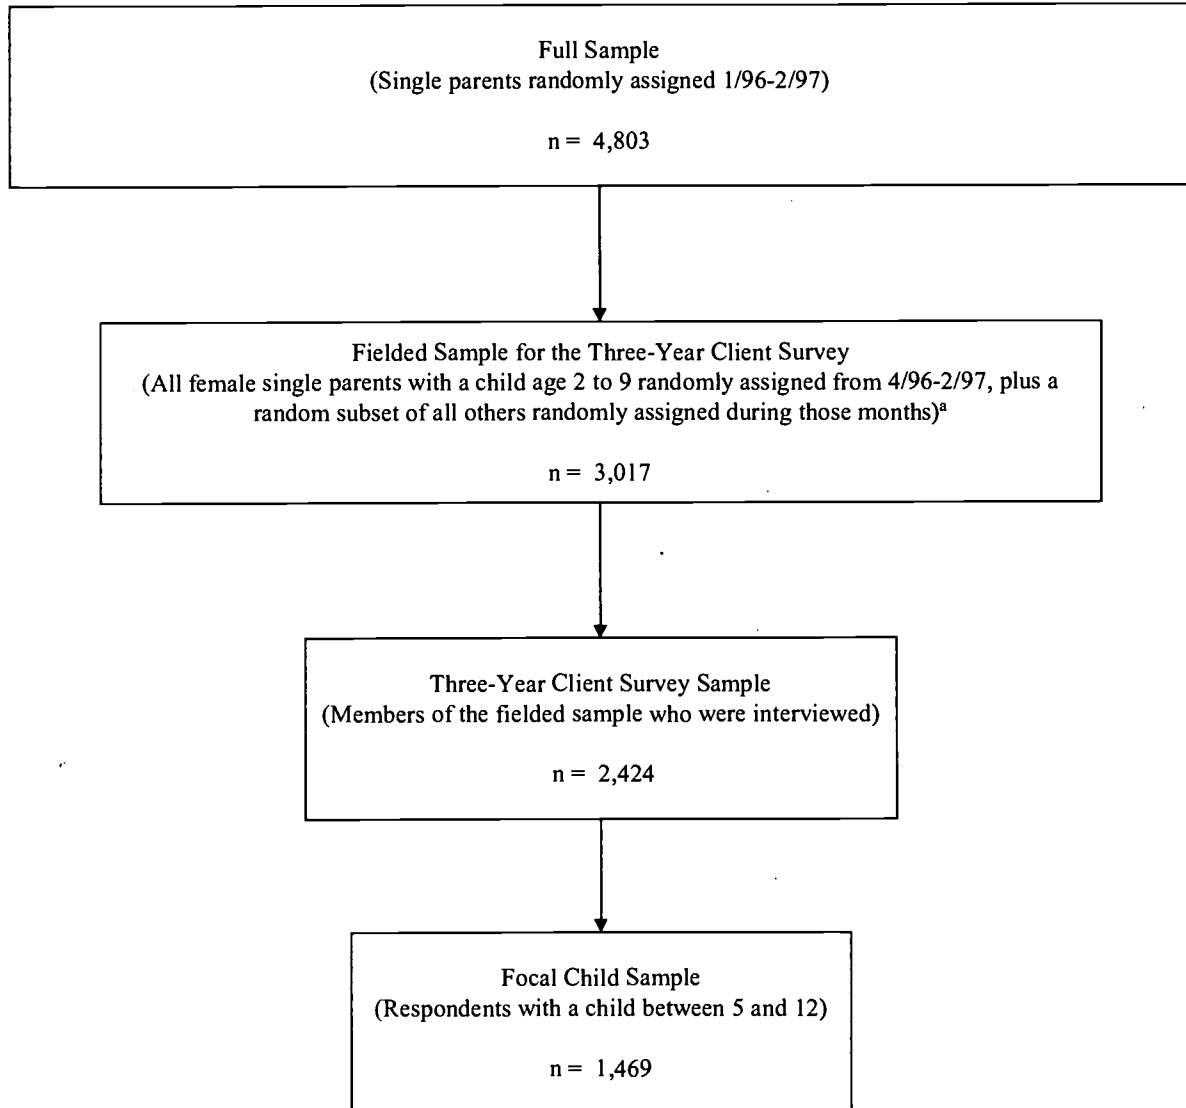 Full Sample
(Single parents randomly assigned 1/96-2/97)
n = 4,803
Fielded Sample for the Three-Year Client Survey
(All female single parents with a child age 2 to 9 randomly assigned from 4/96-2/97, plus a
random subset of all others randomly assigned during those months)ª
n = 3,017
Three-Year Client Survey Sample
(Members of the fielded sample who were interviewed)
n = 2,424
Focal Child Sample
(Respondents with a child between 5 and 12)
n = 1,469